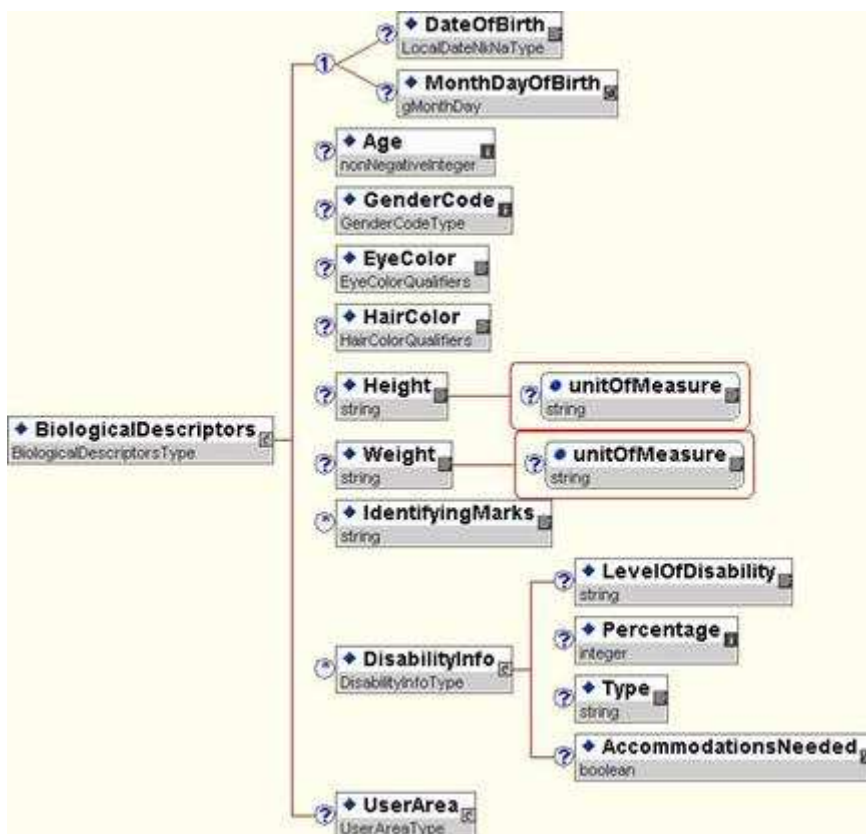 ? DateOfBirth
LocalDateNkNaType
1
? MonthDayOfBirth
gMonthDay
? Age
nonNegativeInteger
? GenderCode
GenderCodeType
? EyeColor
EyeColorQualifiers
? HairColor
HairColorQualifiers
? Height ? unitOfMeasure
string string
BiologicalDescriptors
BiologicalDescriptorsType
? Weight ? unitOfMeasure
string string
* IdentifyingMarks
string
? LevelOfDisability
string
? Percentage
integer
* DisabilityInfo
DisabilityInfoType
? Type
string
? AccommodationsNeeded
boolean
? UserArea
UserAreaType